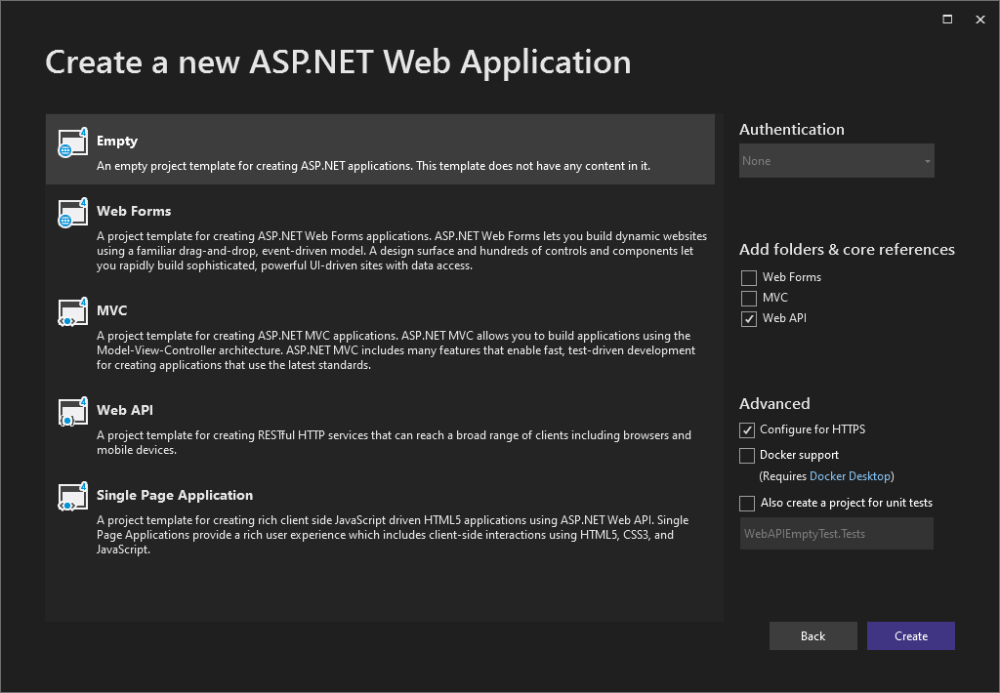 Create a new ASP.NET Web Application
Empty
An empty project template for creating ASP.NET applications. This template does not have any content in it.
Web Forms
A project template for creating ASP.NET Web Forms applications. ASP.NET Web Forms lets you build dynamic websites
using a familiar drag-and-drop, event-driven model. A design surface and hundreds of controls and components let
you rapidly build sophisticated, powerful UI-driven sites with data access.
MVC
A project template for creating ASP.NET MVC applications. ASP.NET MVC allows you to build applications using the
Model-View-Controller architecture. ASP.NET MVC includes many features that enable fast, test-driven development
for creating applications that use the latest standards.
Web API
A project template for creating RESTful HTTP services that can reach a broad range of clients including browsers and
mobile devices.
Single Page Application
A project template for creating rich client side JavaScript driven HTML5 applications using ASP.NET Web API. Single
Page Applications provide a rich user experience which includes client-side interactions using HTML5, CSS3, and
JavaScript.
Authentication
None
Add folders & core references
Web Forms
MVC
Web API
Advanced
Configure for HTTPS
Docker support
(Requires Docker Desktop)
Also create a project for unit tests
WebAPIEmptyTest.Tests
Back
Create